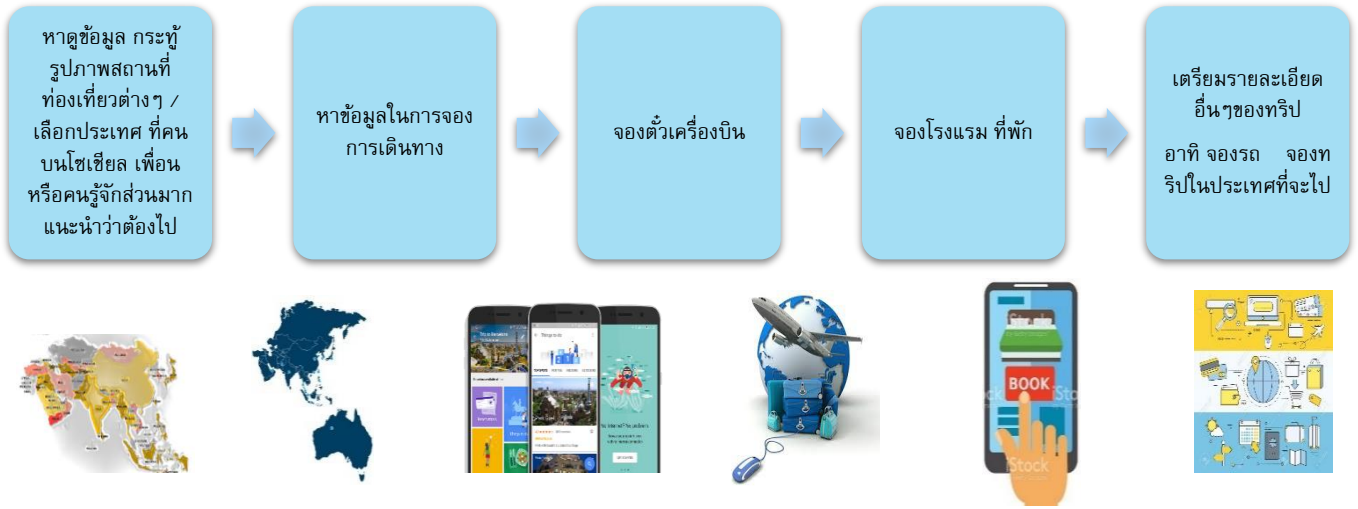 หาดูข้อมูล กระทู้
รูปภาพสถานที่
ท่องเที่ยวต่างๆ /
เลือกประเทศ ที่คน
บนโซเชียล เพื่อน
หรือคนรู้จักส่วนมาก
แนะนำว่าต้องไป
หาข้อมูลในการจอง
การเดินทาง
จองตั๋วเครื่องบิน
จองโรงแรม ที่พัก
เตรียมรายละเอียด
อื่นๆของทริป
อาทิ จองรถ จองท
ริปในประเทศที่จะไป
Things to do
BOOK
iStock